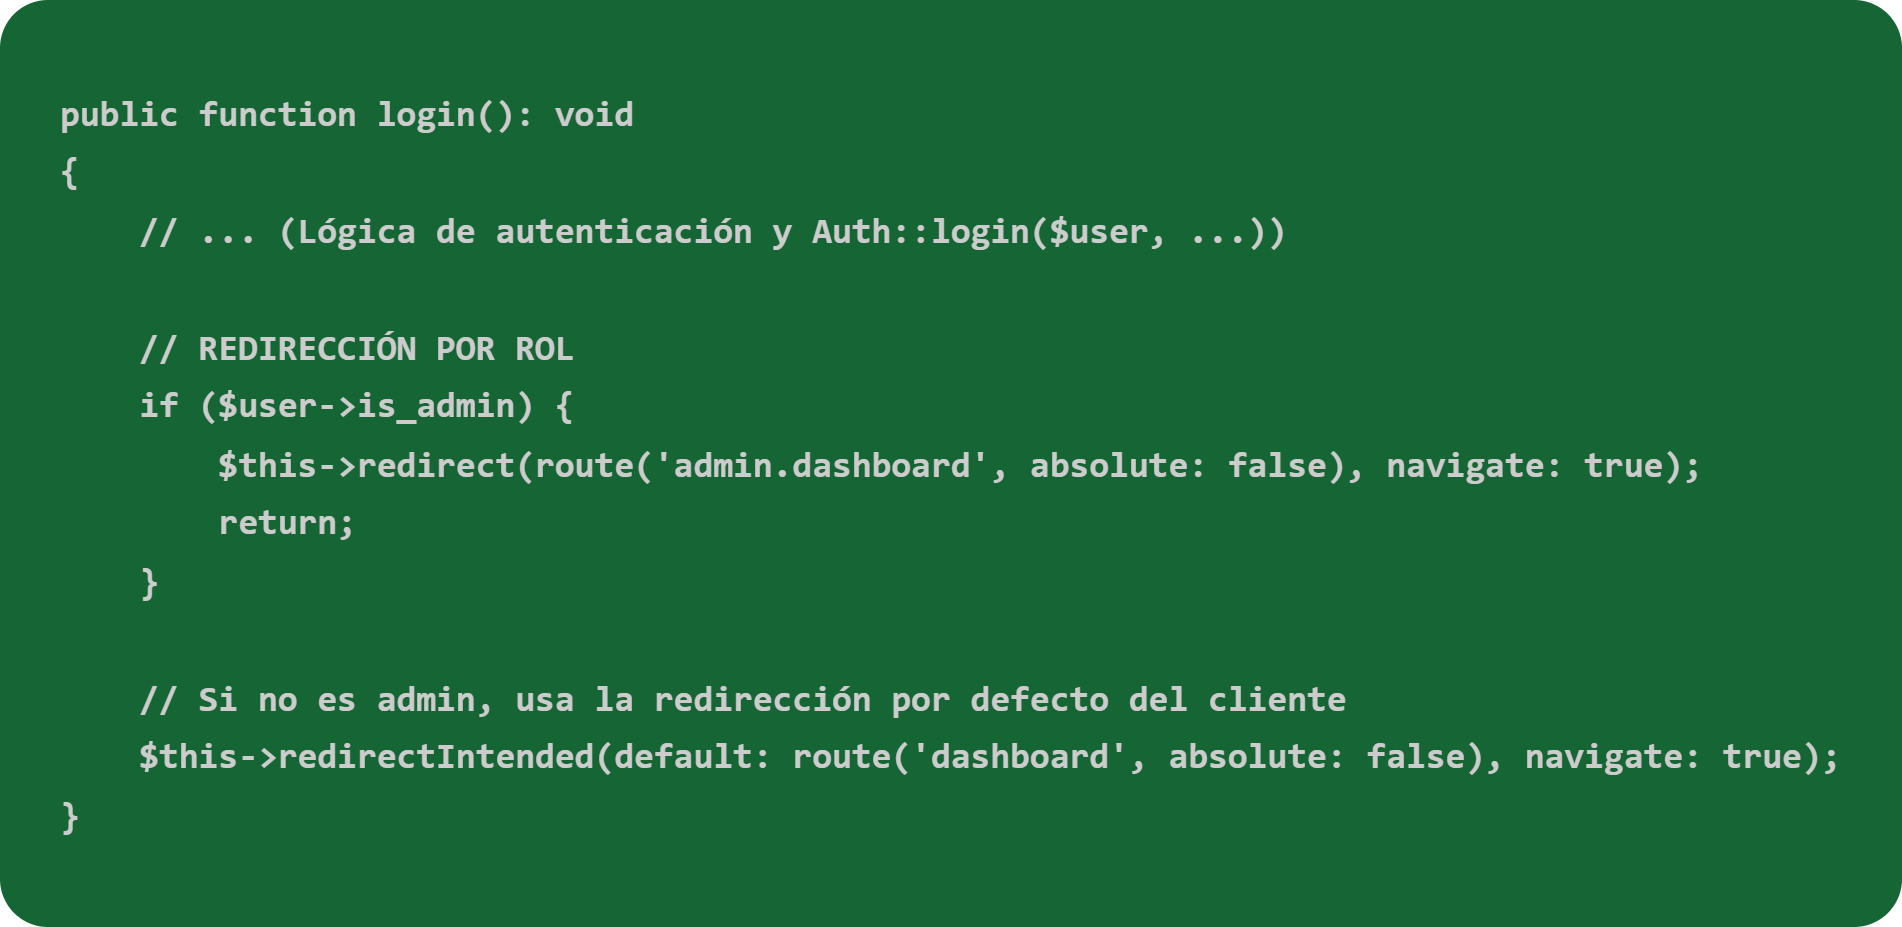 public function login(): void
{
    // ... (Lógica de autenticación y Auth::login($user, ...))
    // REDIRECCIÓN POR ROL
    if ($user->is_admin) {
        $this->redirect(route('admin.dashboard', absolute: false), navigate: true);
        return;
    }
    // Si no es admin, usa la redirección por defecto del cliente
    $this->redirectIntended(default: route('dashboard', absolute: false), navigate: true);
}